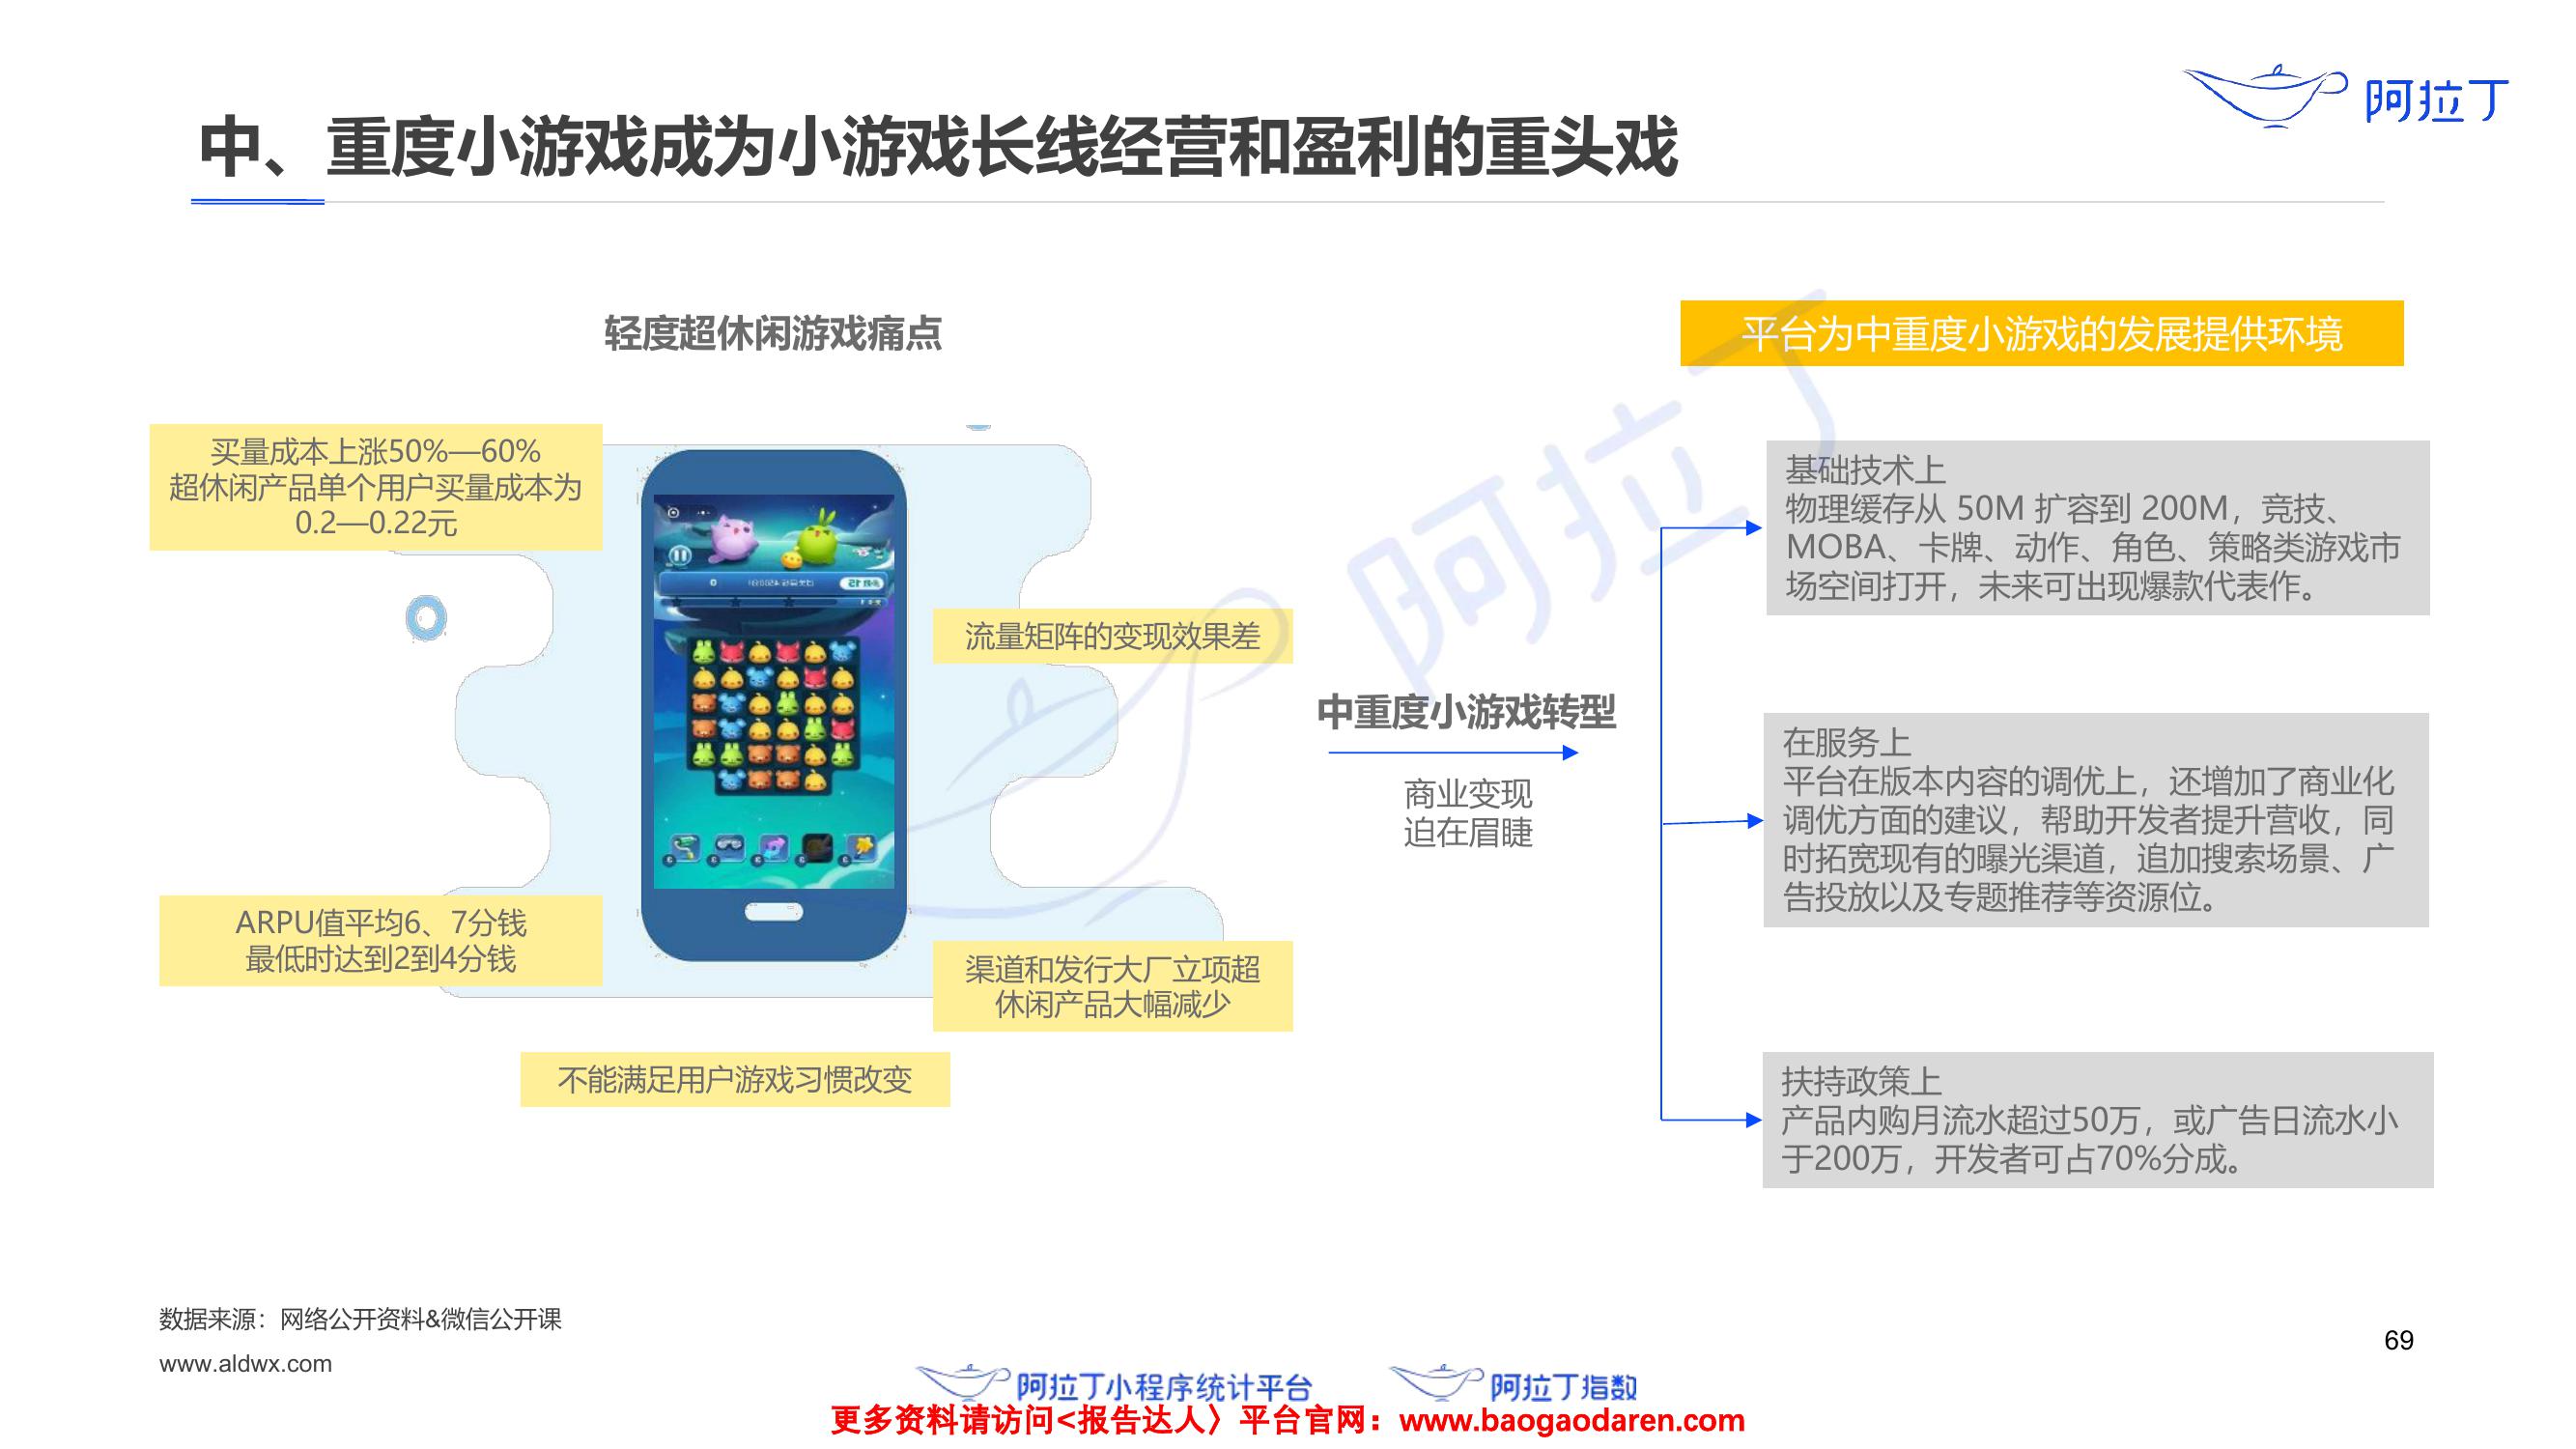 阿拉丁
中、重度小游戏成为小游戏长线经营和盈利的重头戏
轻度超休闲游戏痛点
买量成本上涨50%—60%
超休闲产品单个用户买量成本为
0.2—0.22元
流量矩阵的变现效果差
ARPU值平均6、7分钱
最低时达到2到4分钱
渠道和发行大厂立项超
休闲产品大幅减少
不能满足用户游戏习惯改变
中重度小游戏转型
商业变现
迫在眉睫
平台为中重度小游戏的发展提供环境
基础技术上
物理缓存从 50M 扩容到 200M，竞技、
MOBA、卡牌、动作、角色、策略类游戏市
场空间打开，未来可出现爆款代表作。
在服务上
平台在版本内容的调优上，还增加了商业化
调优方面的建议，帮助开发者提升营收，同
时拓宽现有的曝光渠道，追加搜索场景、广
告投放以及专题推荐等资源位。
扶持政策上
产品内购月流水超过50万，或广告日流水小
于200万，开发者可占70%分成。
阿拉丁
数据来源：网络公开资料&微信公开课
www.aldwx.com
69
阿拉丁小程序统计平台
阿拉丁指数
更多资料请访问<报告达人〉平台官网：www.baogaodaren.com